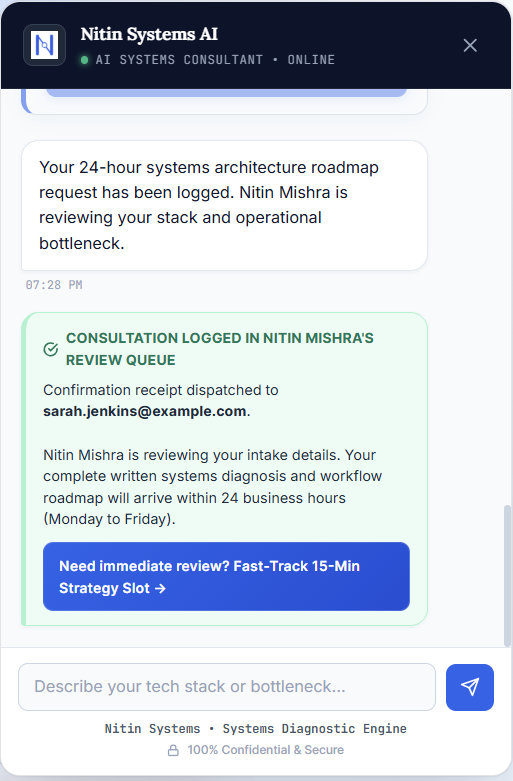 Nitin Systems AI
AI SYSTEMS CONSULTANT • ONLINE
Your 24-hour systems architecture roadmap
request has been logged. Nitin Mishra is
reviewing your stack and operational
bottleneck.
07:28 PM
CONSULTATION LOGGED IN NITIN MISHRA'S
REVIEW QUEUE
Confirmation receipt dispatched to
sarah.jenkins@example.com.
Nitin Mishra is reviewing your intake details. Your
complete written systems diagnosis and workflow
roadmap will arrive within 24 business hours
(Monday to Friday).
Need immediate review? Fast-Track 15-Min
Strategy Slot →
Describe your tech stack or bottleneck...
Nitin Systems • Systems Diagnostic Engine
100% Confidential & Secure